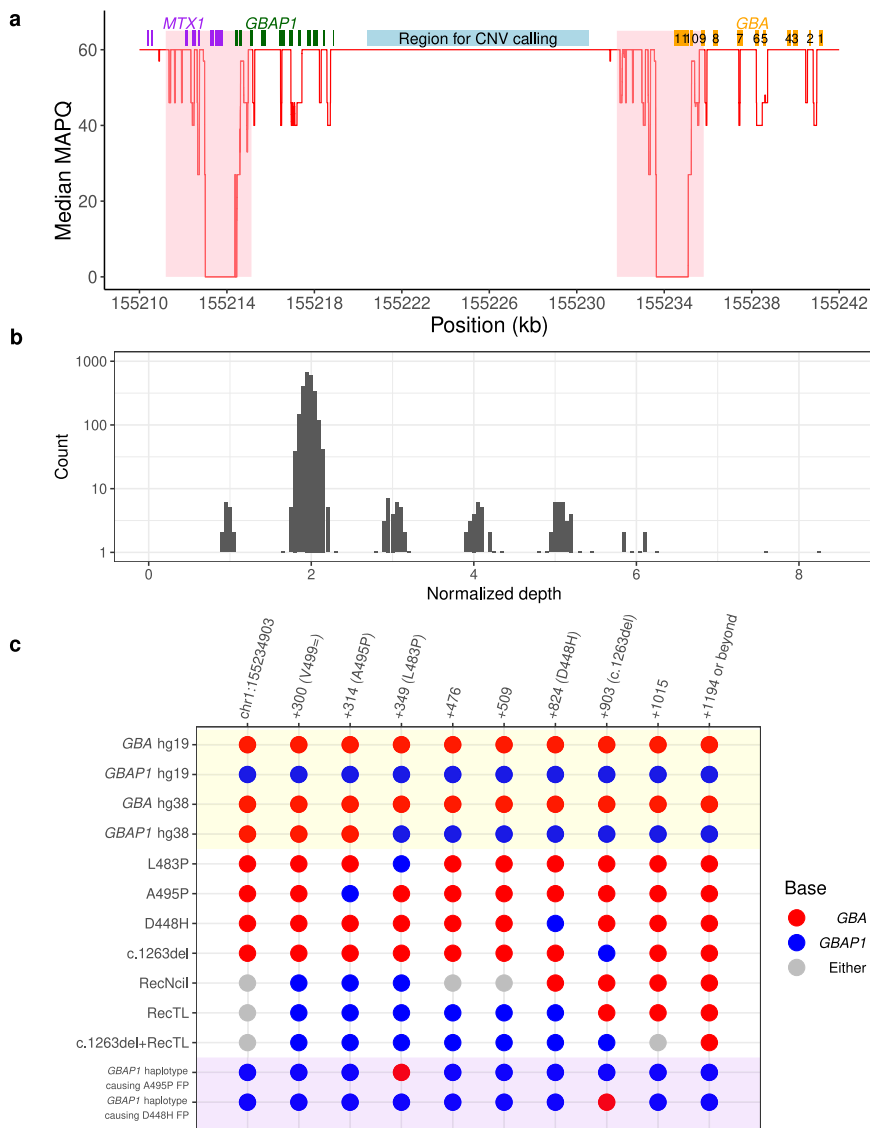 a
MTX1 GBAP1 GBA
Region for CNV calling
11 10 9 8 7 6 5 4 3 2 1
60
40
20
0
Median MAPQ
155210 155214 155218 155222 155226 155230 155234 155238 155242
Position (kb)
b
1000
100
10
1
Count
0 2 4 6 8
Normalized depth
c
chr1:155234903
+300 (V499=)
+314 (A495P)
+349 (L483P)
+476
+509
+824 (D448H)
+903 (c.1263del)
+1015
+1194 or beyond
GBA hg19
GBAP1 hg19
GBA hg38
GBAP1 hg38
L483P
A495P
D448H
c.1263del
RecNciI
RecTL
c.1263del+RecTL
GBAP1 haplotype
causing A495P FP
GBAP1 haplotype
causing D448H FP
Base
GBA
GBAP1
Either